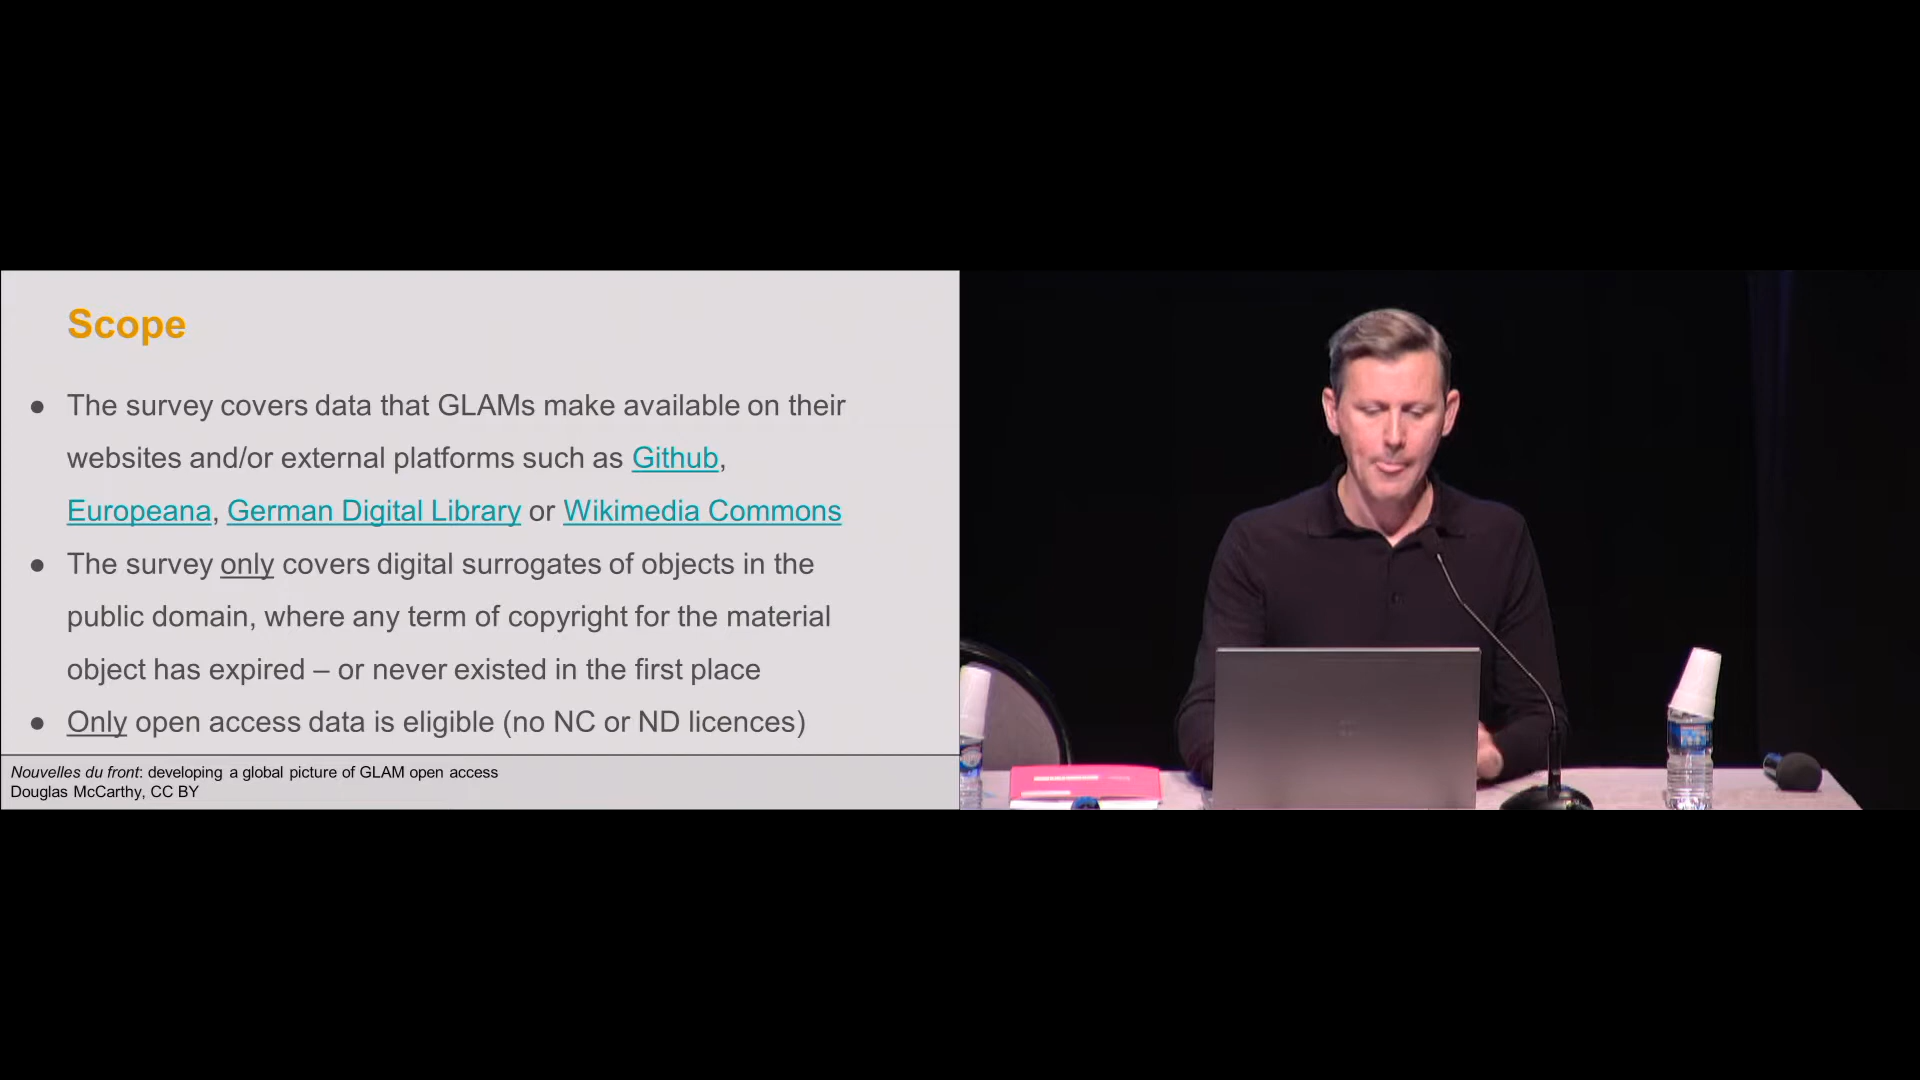 Scope
● The survey covers data that GLAMs make available on their
websites and/or external platforms such as Github,
Europeana, German Digital Library or Wikimedia Commons
● The survey only covers digital surrogates of objects in the
public domain, where any term of copyright for the material
object has expired – or never existed in the first place
● Only open access data is eligible (no NC or ND licences)
Nouvelles du front: developing a global picture of GLAM open access
Douglas McCarthy, CC BY